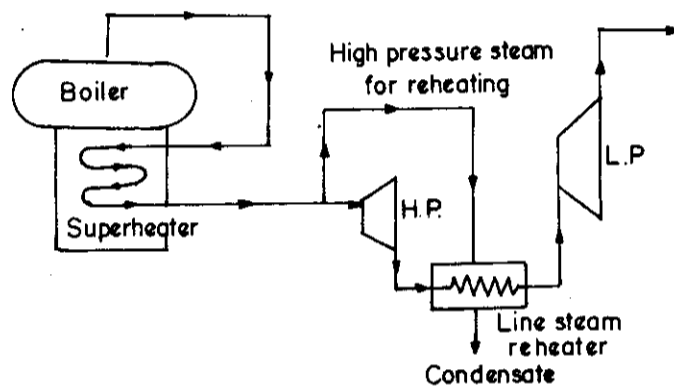 Boiler
Superheater
High pressure steam
for reheating
H.P.
L.P
Line steam
reheater
Condensate